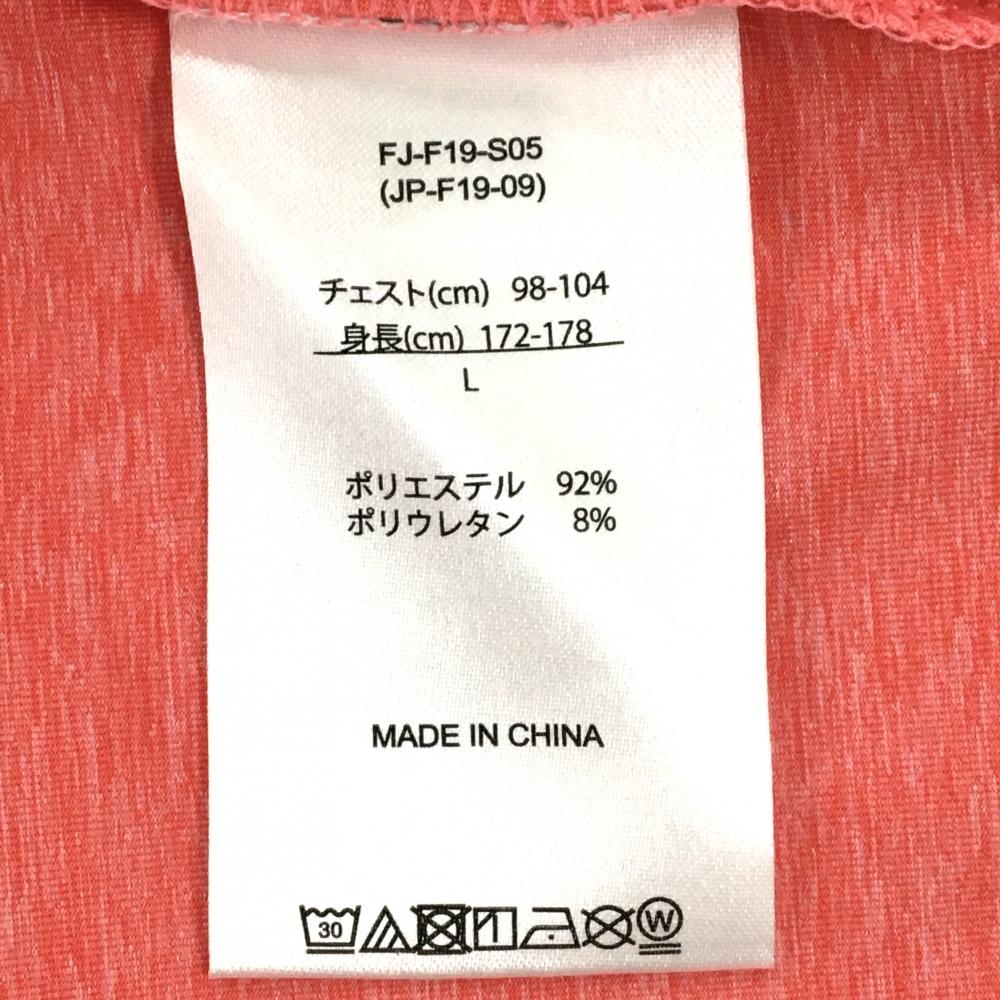 FJ-F19-S05
(JP-F19-09)
チェスト(cm) 98-104
身長(cm) 172-178
L
ポリエステル 92%
ポリウレタン 8%
MADE IN CHINA
30 W